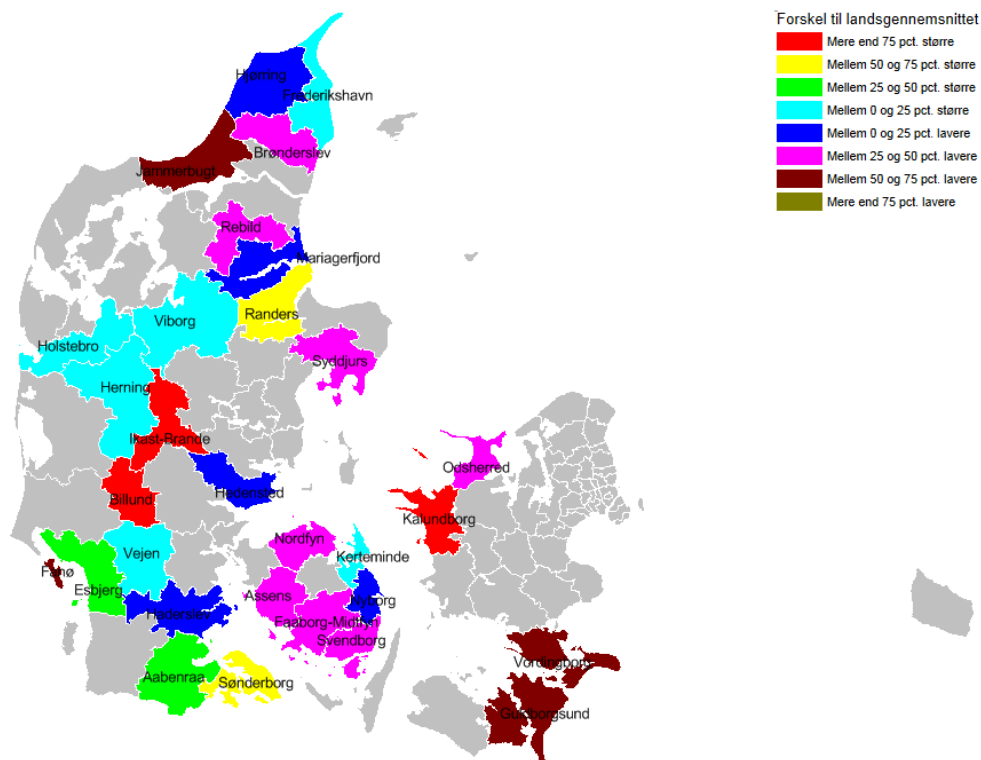 Forskel til landsgennemsnittet
Mere end 75 pct. større
Mellem 50 og 75 pct. større
Mellem 25 og 50 pct. større
Mellem 0 og 25 pct. større
Mellem 0 og 25 pct. lavere
Mellem 25 og 50 pct. lavere
Mellem 50 og 75 pct. lavere
Mere end 75 pct. lavere
Hjørring
Frederikshavn
Brønderslev
Jammerbugt
Rebild
Mariagerfjord
Randers
Viborg
Holstebro
Syddjurs
Herning
Ikast-Brande
Odsherred
Hedensted
Billund
Kalundborg
Nordfyn
Vejen
Kerteminde
Fanø
Esbjerg
Assens
Nyborg
Haderslev
Faaborg-Midtfyn
Svendborg
Vordingborg
Aabenraa
Sønderborg
Guldborgsund